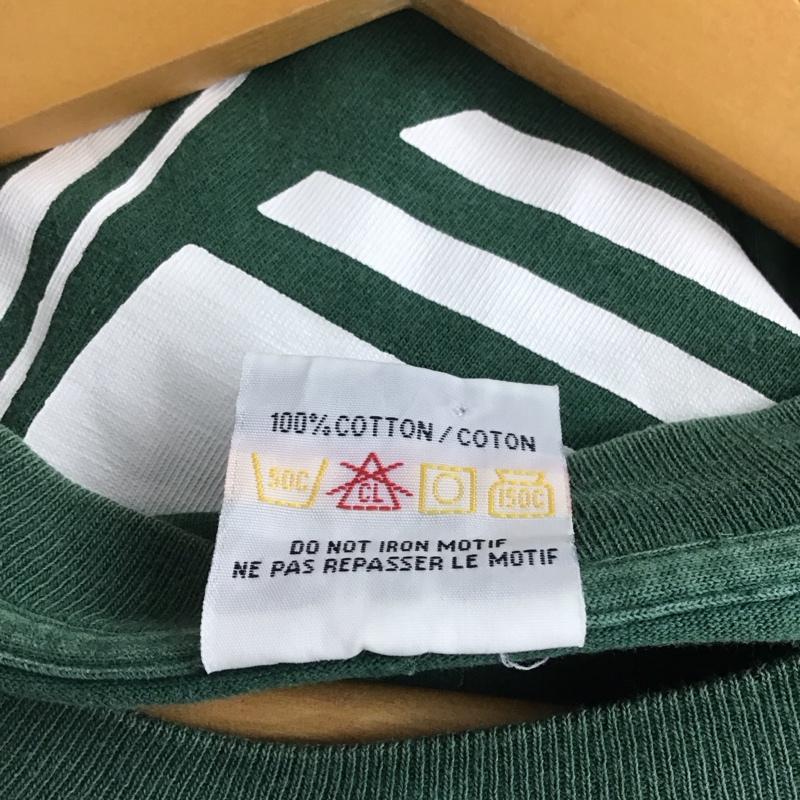 100% COTTON / COTON
50C CL 150C
DO NOT IRON MOTIF
NE PAS REPASSER LE MOTIF